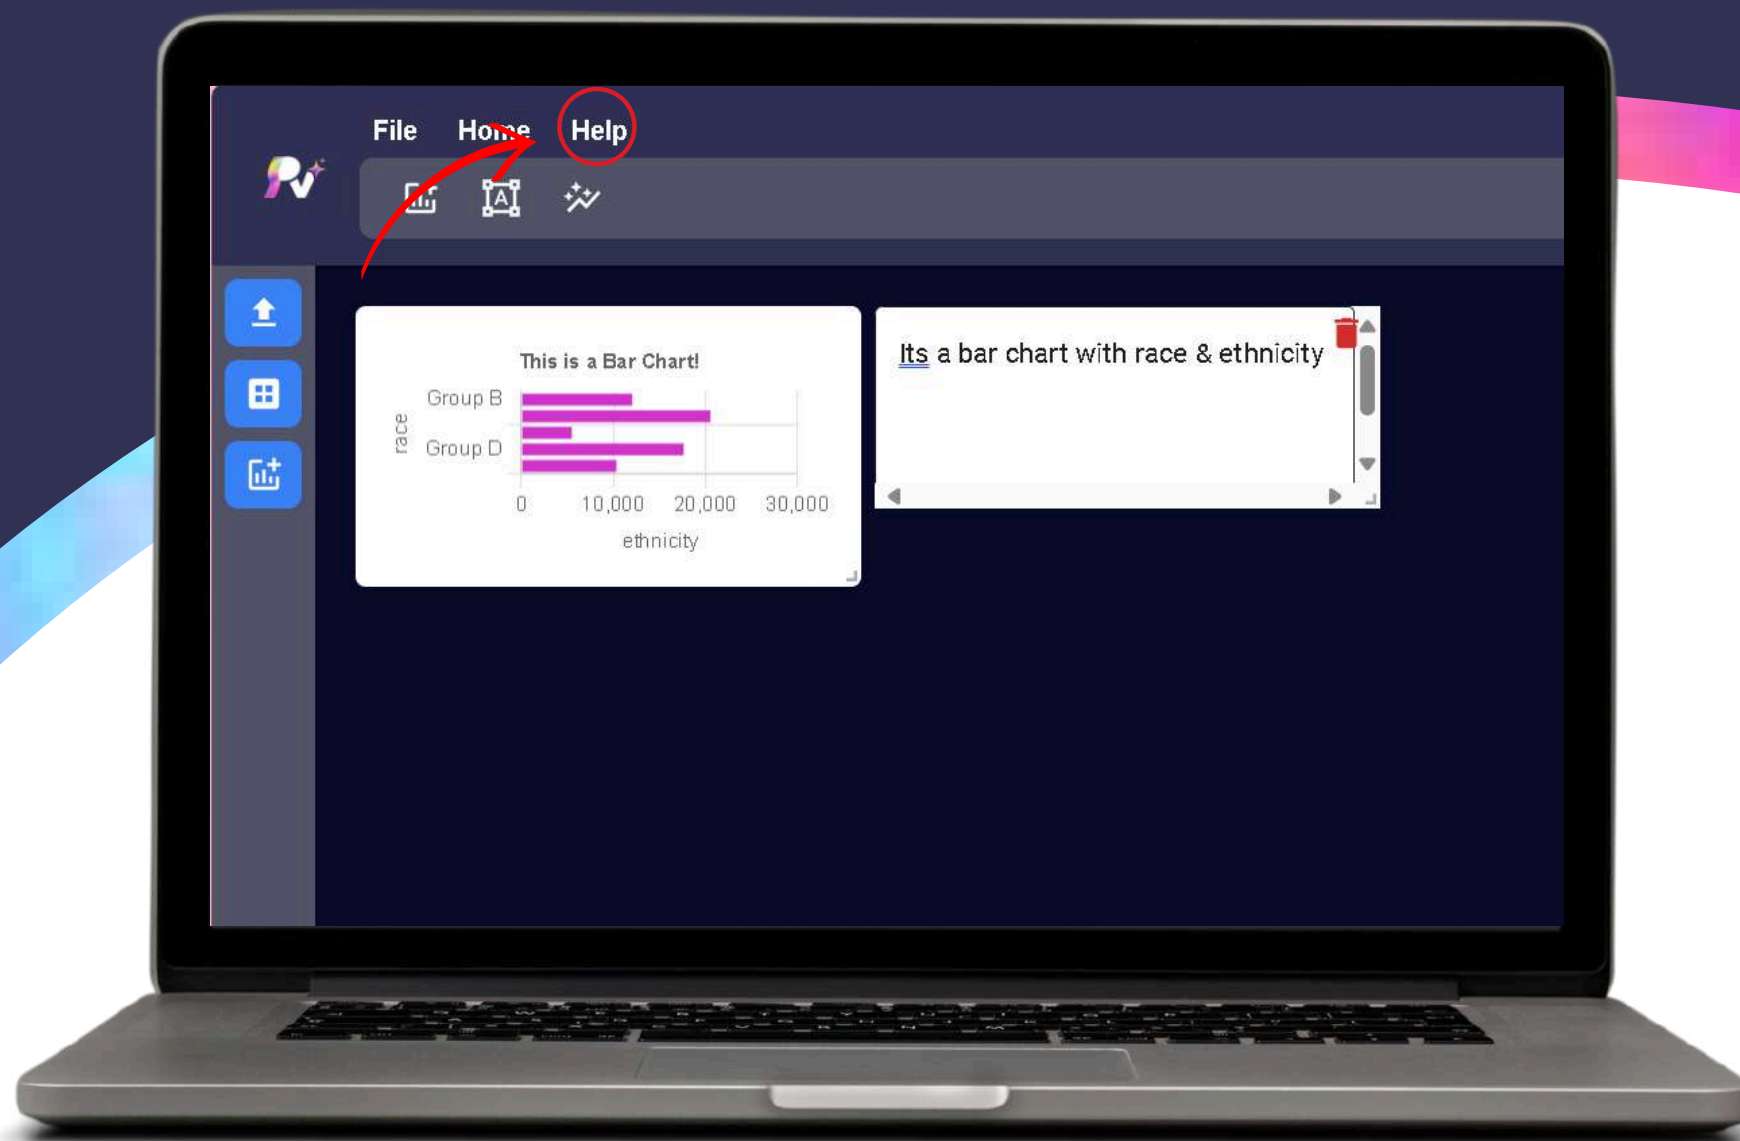 File Home Help
Pv
A
This is a Bar Chart!
Group B
race
Group D
0 10,000 20,000 30,000
ethnicity
Its a bar chart with race & ethnicity